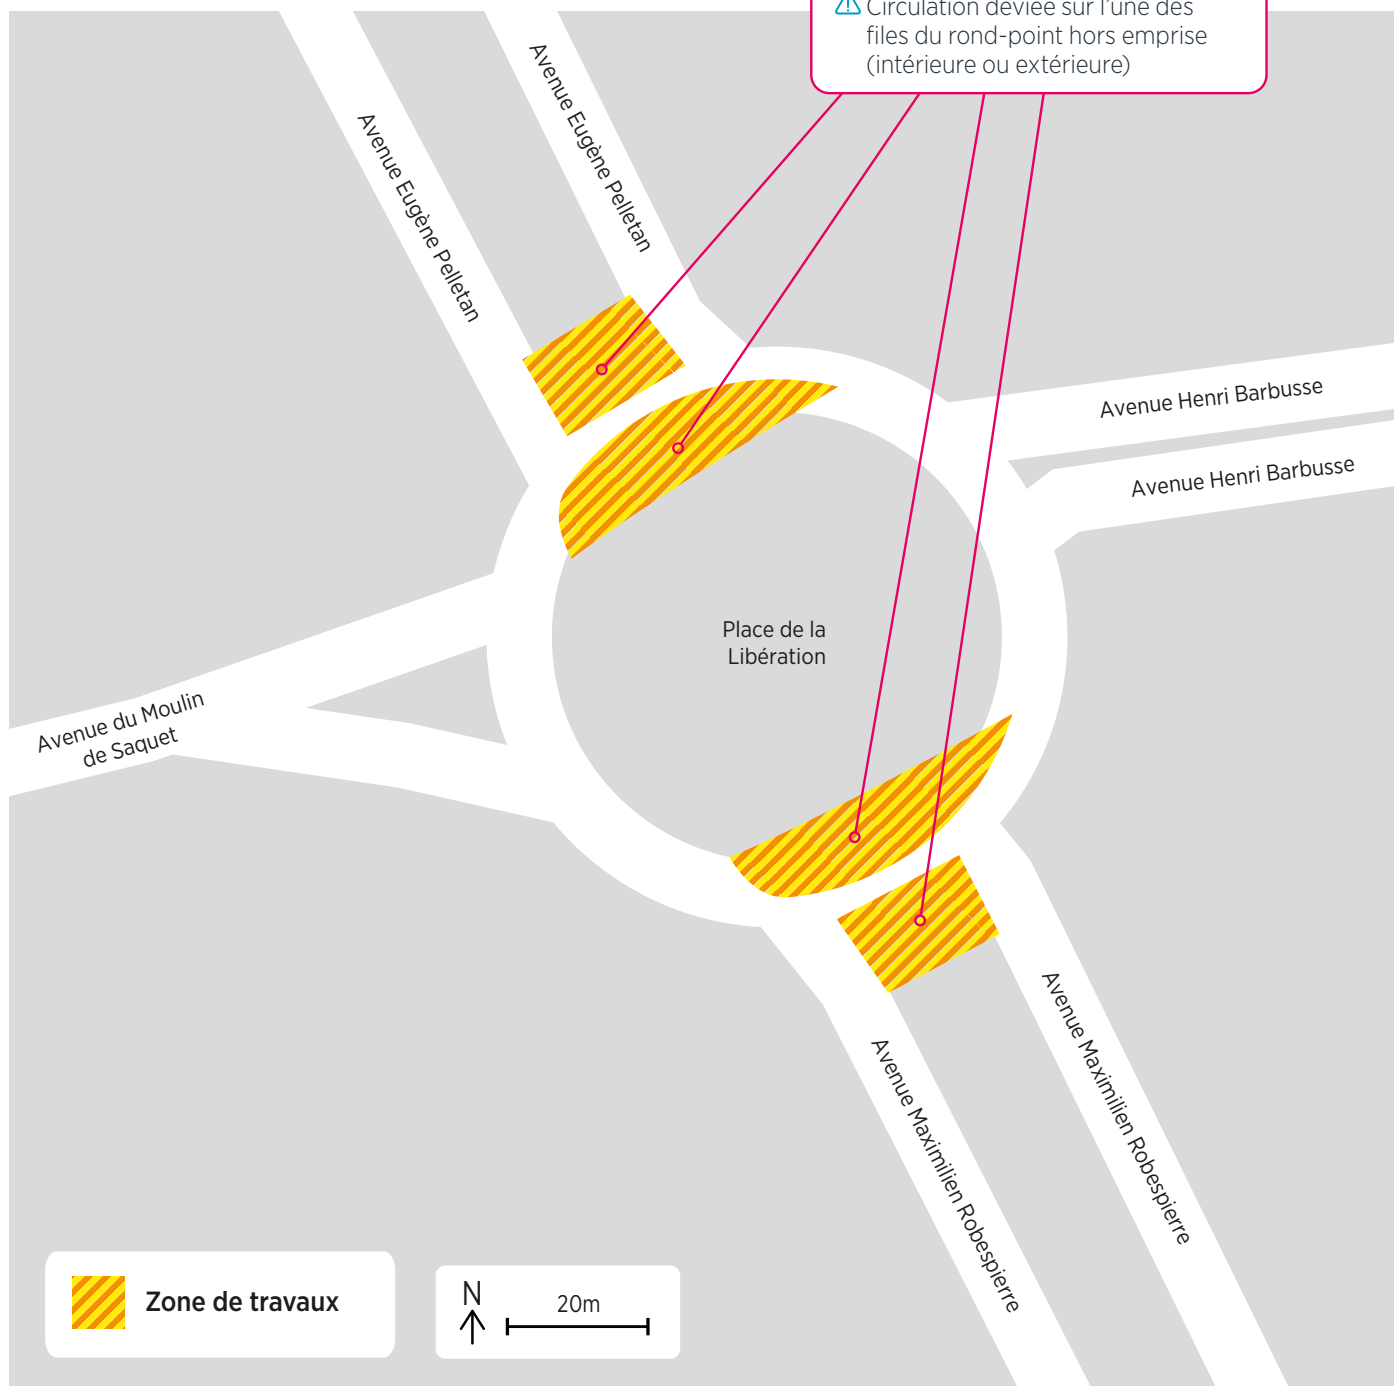 Circulation déviée sur l'une des
files du rond-point hors emprise
(intérieure ou extérieure)
Avenue Eugène Pelletan
Avenue Eugène Pelletan
Avenue Henri Barbusse
Avenue Henri Barbusse
Place de la
Libération
Avenue du Moulin
de Saquet
Avenue Maximilien Robespierre
Avenue Maximilien Robespierre
Zone de travaux
N
20m